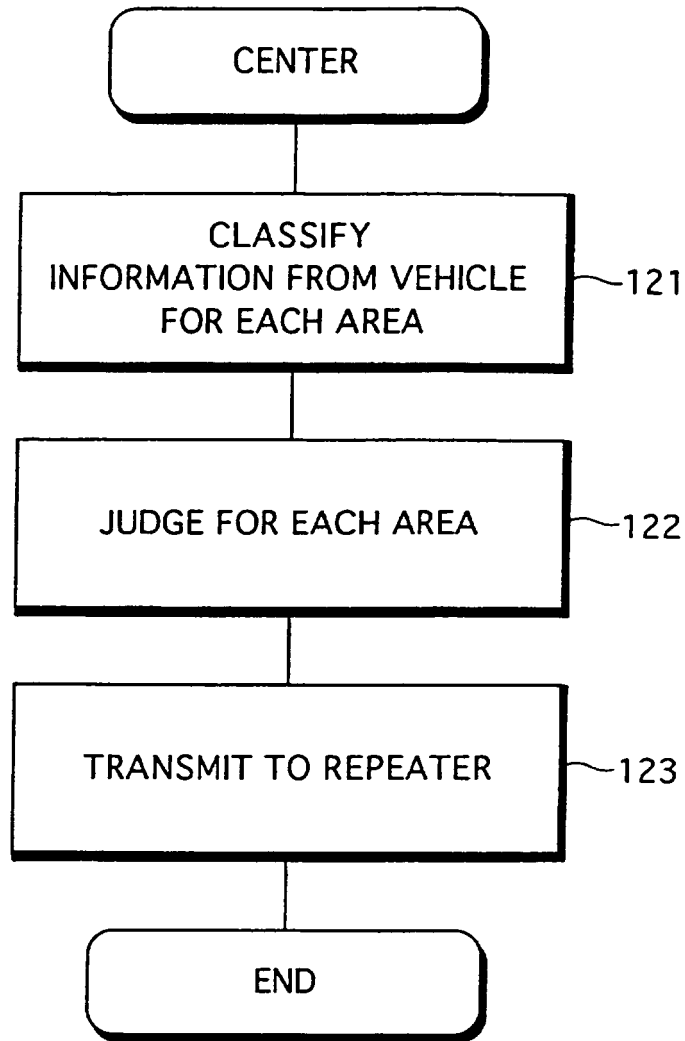 CENTER
CLASSIFY
INFORMATION FROM VEHICLE
FOR EACH AREA
121
JUDGE FOR EACH AREA
122
TRANSMIT TO REPEATER
123
END